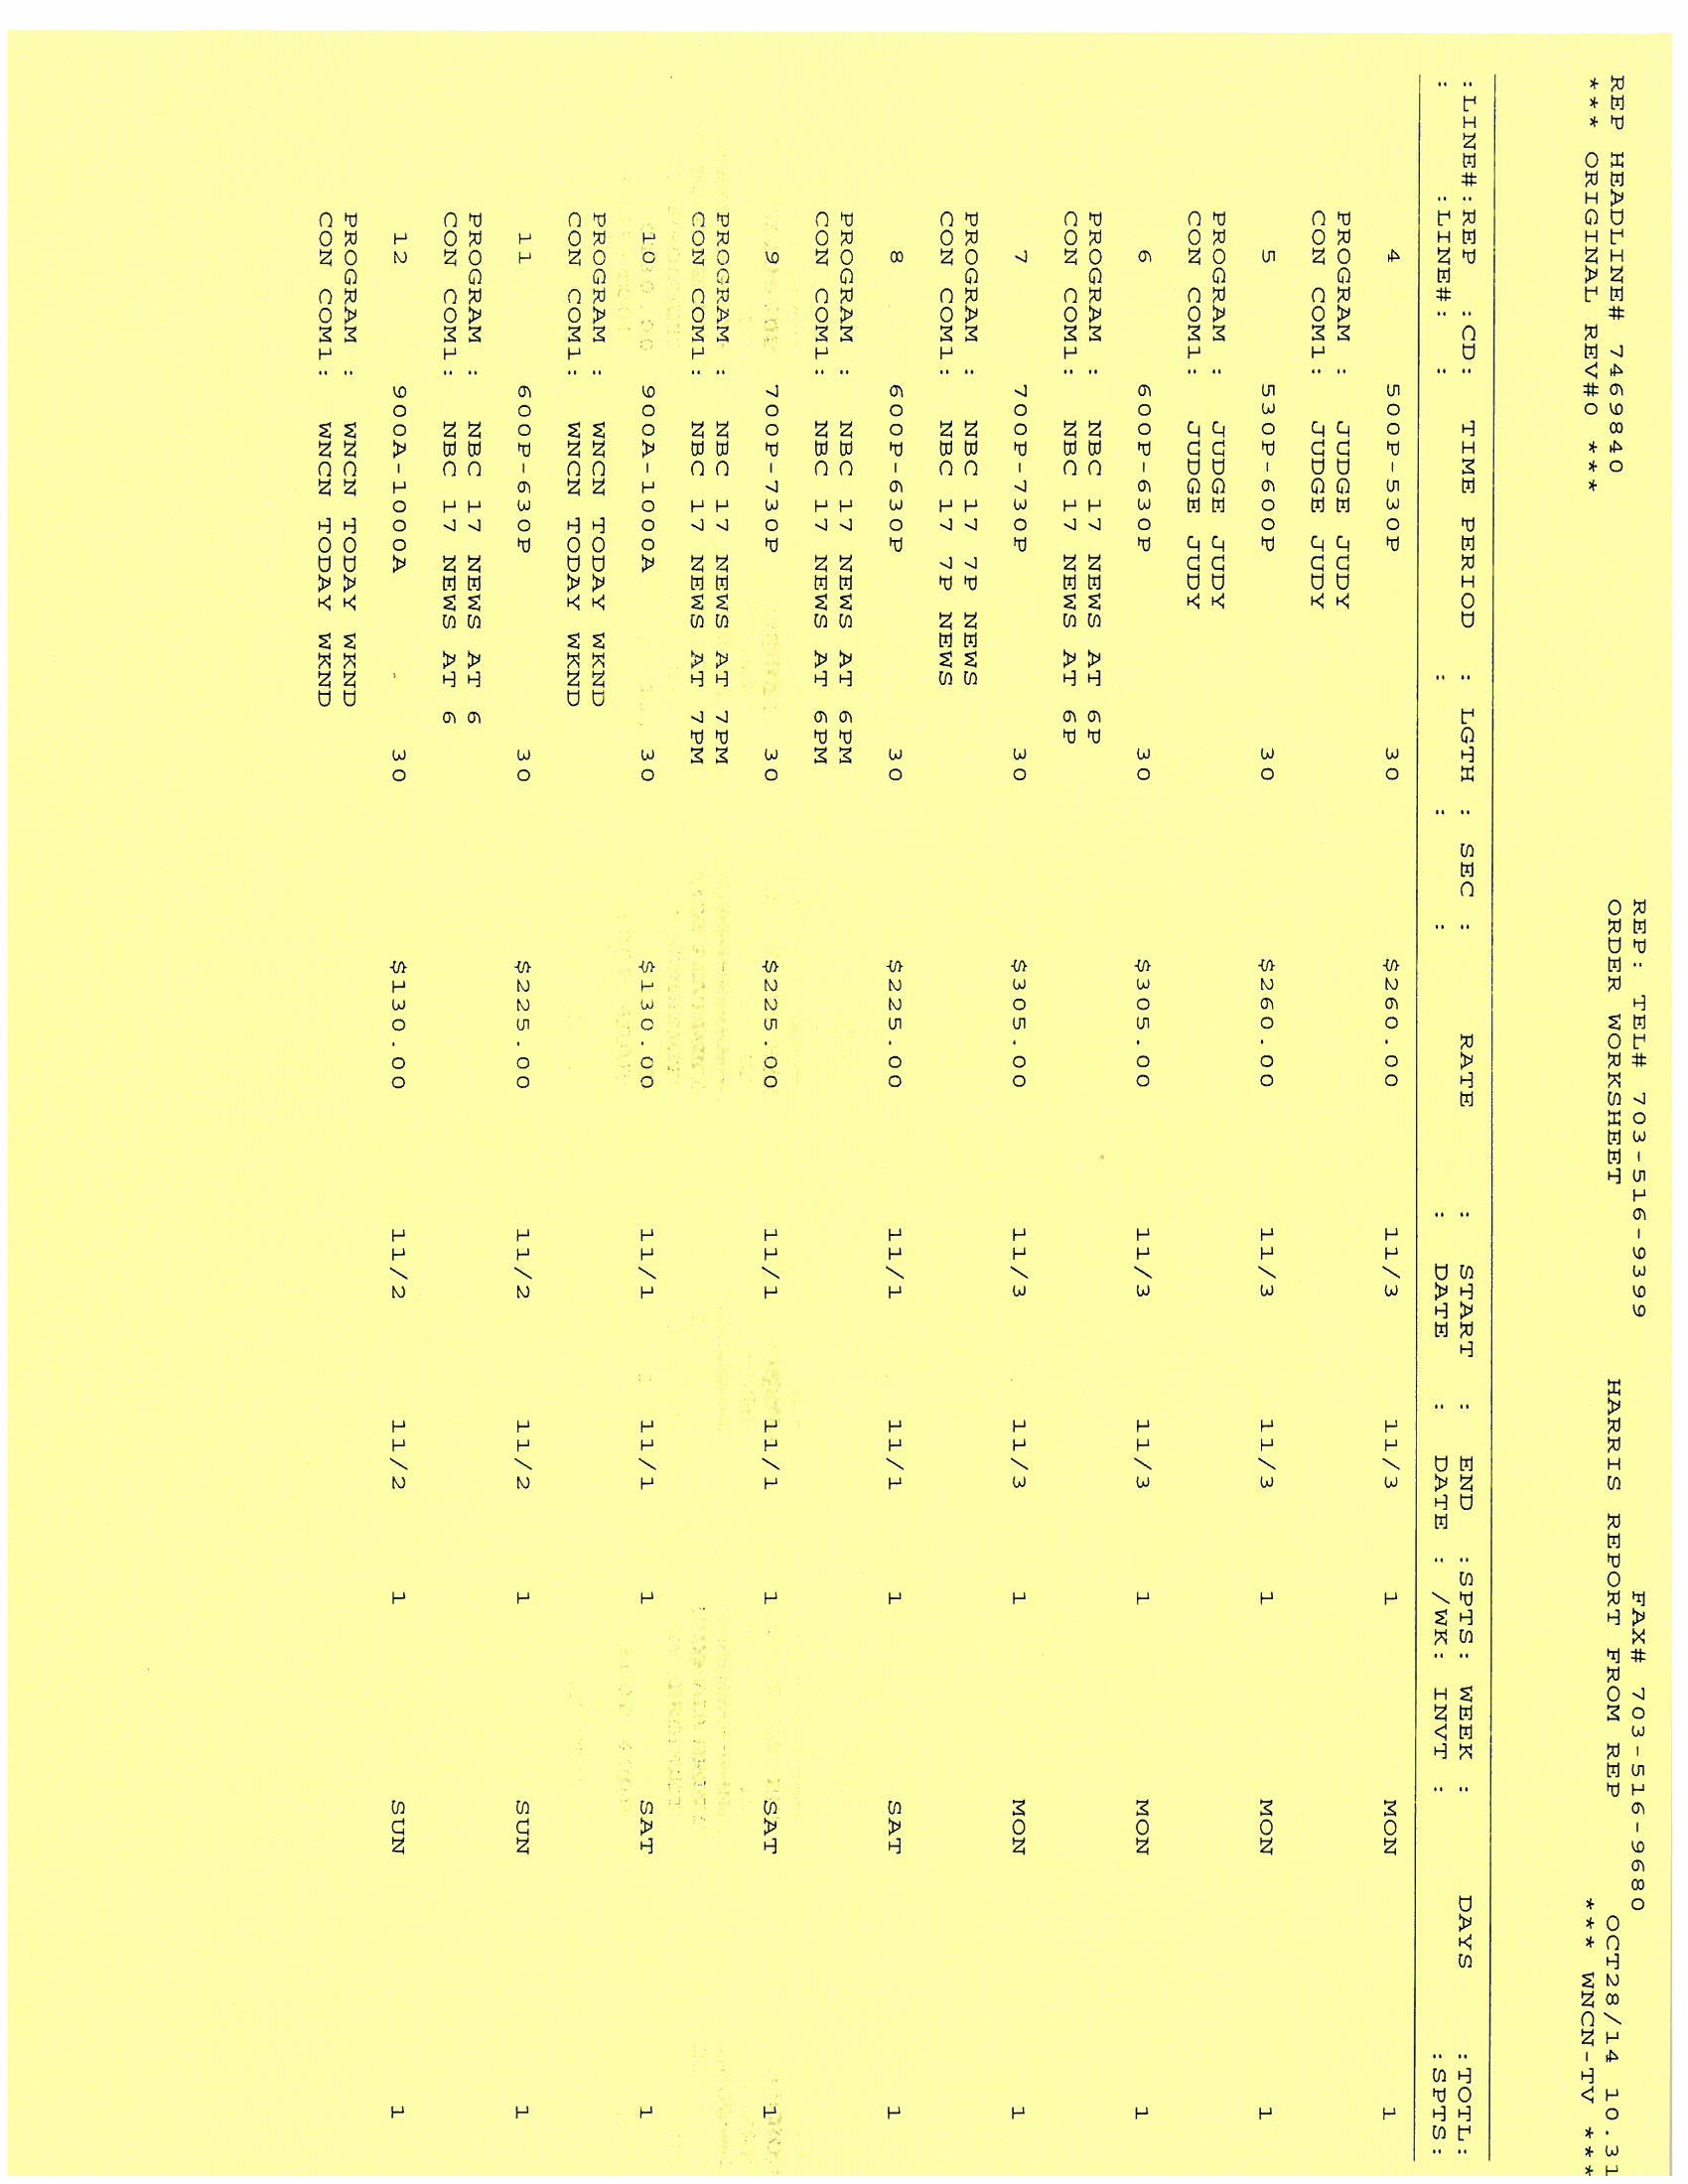 REP: TEL# 703-516-9399 FAX# 703-516-9680
REP HEADLINE# 7469840 ORDER WORKSHEET HARRIS REPORT FROM REP OCT28/14 10.31
*** ORIGINAL REV#0 *** *** WNCN-TV ***
:LINE#:REP :CD: TIME PERIOD : LGTH : SEC : RATE : START : END :SPTS: WEEK : DAYS :TOTL:
: :LINE#: : : : : DATE : DATE : /WK: INVT : :SPTS:
4 500P-530P 30 $260.00 11/3 11/3 1 MON 1
PROGRAM : JUDGE JUDY
CON COM1: JUDGE JUDY
5 530P-600P 30 $260.00 11/3 11/3 1 MON 1
PROGRAM : JUDGE JUDY
CON COM1: JUDGE JUDY
6 600P-630P 30 $305.00 11/3 11/3 1 MON 1
PROGRAM : NBC 17 NEWS AT 6P
CON COM1: NBC 17 NEWS AT 6P
7 700P-730P 30 $305.00 11/3 11/3 1 MON 1
PROGRAM : NBC 17 7P NEWS
CON COM1: NBC 17 7P NEWS
8 600P-630P 30 $225.00 11/1 11/1 1 SAT 1
PROGRAM : NBC 17 NEWS AT 6PM
CON COM1: NBC 17 NEWS AT 6PM
9 700P-730P 30 $225.00 11/1 11/1 1 SAT 1
PROGRAM : NBC 17 NEWS AT 7PM
CON COM1: NBC 17 NEWS AT 7PM
10 900A-1000A 30 $130.00 11/1 11/1 1 SAT 1
PROGRAM : WNCN TODAY WKND
CON COM1: WNCN TODAY WKND
11 600P-630P 30 $225.00 11/2 11/2 1 SUN 1
PROGRAM : NBC 17 NEWS AT 6
CON COM1: NBC 17 NEWS AT 6
12 900A-1000A 30 $130.00 11/2 11/2 1 SUN 1
PROGRAM : WNCN TODAY WKND
CON COM1: WNCN TODAY WKND